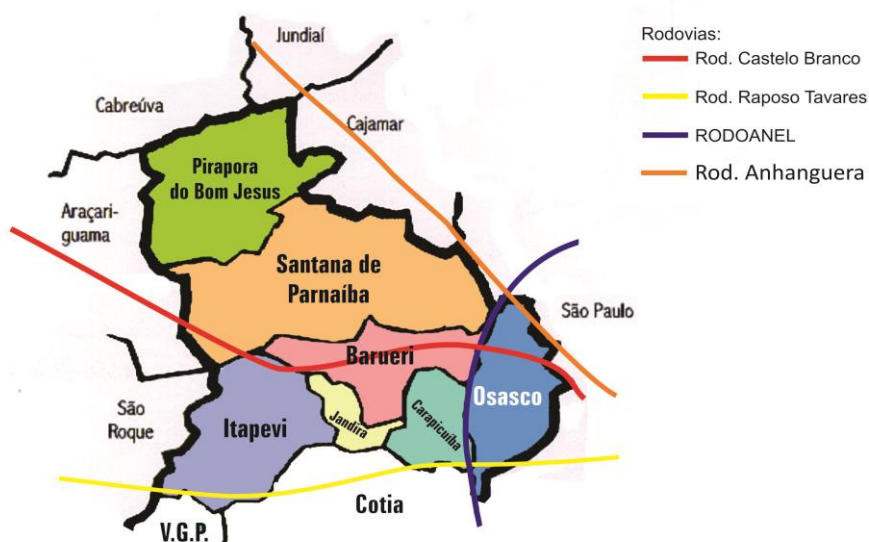 Jundiaí
Cabreúva
Cajamar
Pirapora
do Bom Jesus
Araçari-
guama
Santana de
Parnaíba
São Paulo
Barueri
Osasco
São
Roque
Itapevi
Jandira
Carapicuíba
Cotia
V.G.P.
Rodovias:
Rod. Castelo Branco
Rod. Raposo Tavares
RODOANEL
Rod. Anhanguera